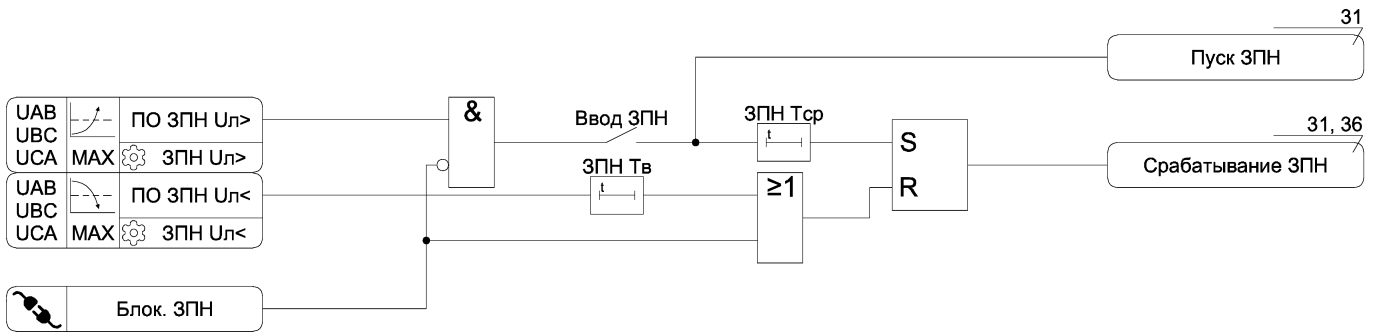 31
Пуск ЗПН
UAB
UBC
UCA
ПО ЗПН Uл>
MAX
ЗПН Uл>
&
Ввод ЗПН
ЗПН Тср
t
S
R
31, 36
Срабатывание ЗПН
UAB
UBC
UCA
ПО ЗПН Uл<
MAX
ЗПН Uл<
ЗПН Тв
t
≥1
Блок. ЗПН